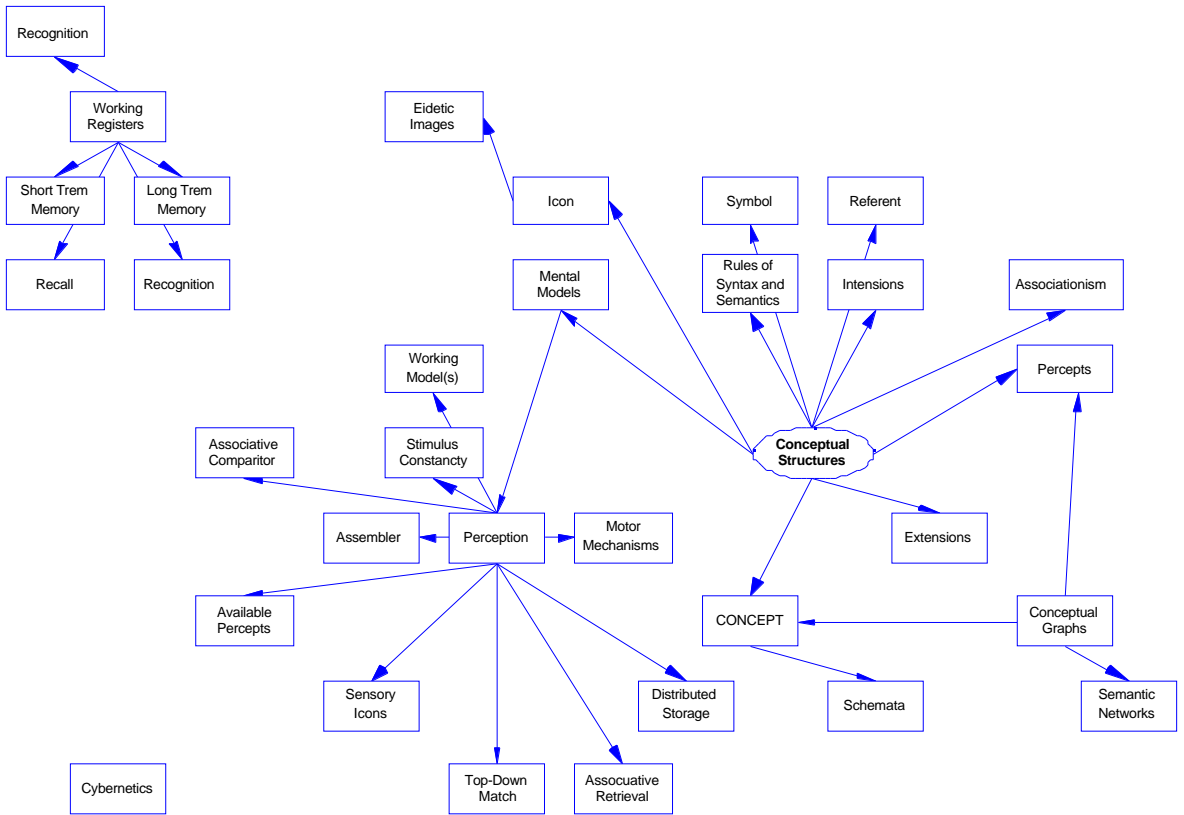 Recognition
Working
Registers
Eidetic
Images
Short Trem
Memory
Long Trem
Memory
Icon
Symbol
Referent
Recall
Recognition
Mental
Models
Rules of
Syntax and
Semantics
Intensions
Associationism
Working
Model(s)
Percepts
Associative
Comparitor
Stimulus
Constancty
Conceptual
Structures
Assembler
Perception
Motor
Mechanisms
Extensions
Available
Percepts
CONCEPT
Conceptual
Graphs
Sensory
Icons
Distributed
Storage
Schemata
Semantic
Networks
Cybernetics
Top-Down
Match
Assocuative
Retrieval